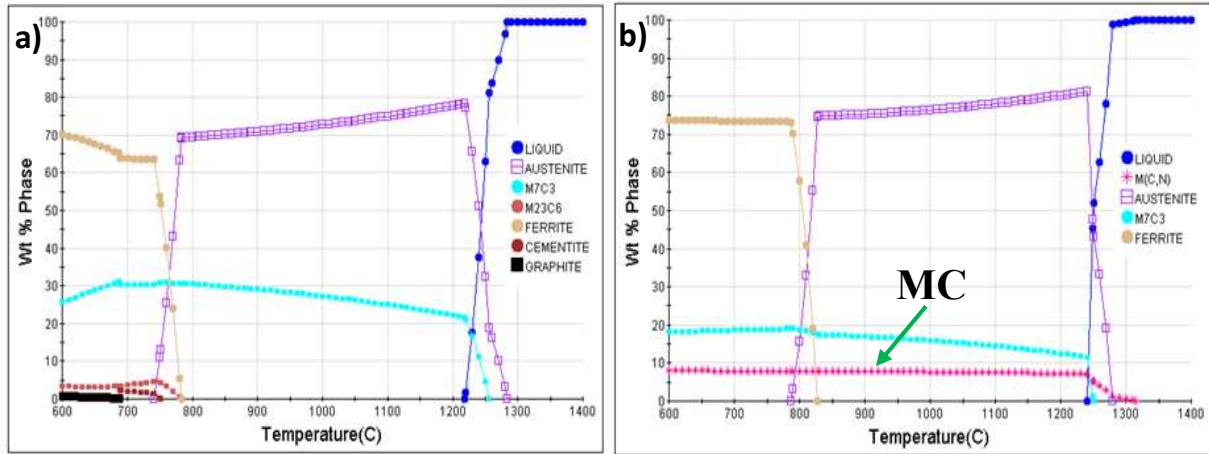 a)
Wt % Phase
100
90
80
70
60
50
40
30
20
10
0
600 700 800 900 1000 1100 1200 1300 1400
Temperature(C)
LIQUID
AUSTENITE
M7C3
M23C6
FERRITE
CEMENTITE
GRAPHITE
b)
Wt % Phase
100
90
80
70
60
50
40
30
20
10
0
600 700 800 900 1000 1100 1200 1300 1400
Temperature(C)
LIQUID
M(C,N)
AUSTENITE
M7C3
FERRITE
MC